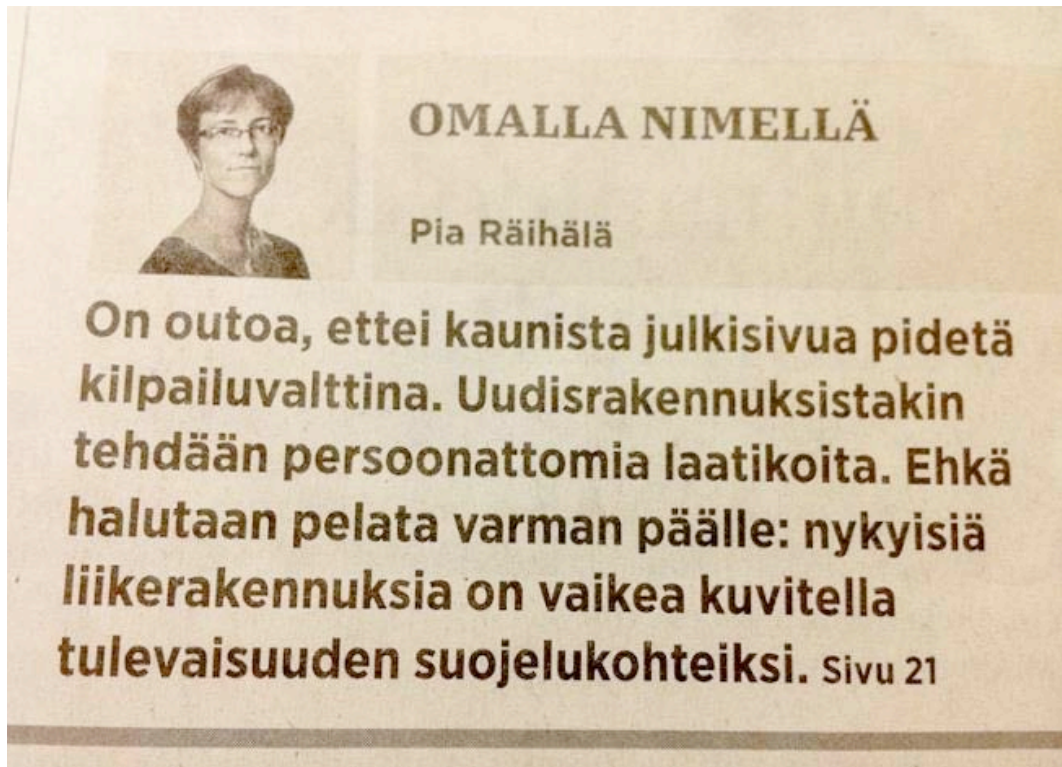 OMALLA NIMELLÄ
Pia Räihälä
On outoa, ettei kaunista julkisivua pidetä
kilpailuvalttina. Uudisrakennuksistakin
tehdään persoonattomia laatikoita. Ehkä
halutaan pelata varman päälle: nykyisiä
liikerakennuksia on vaikea kuvitella
tulevaisuuden suojelukohteiksi. Sivu 21